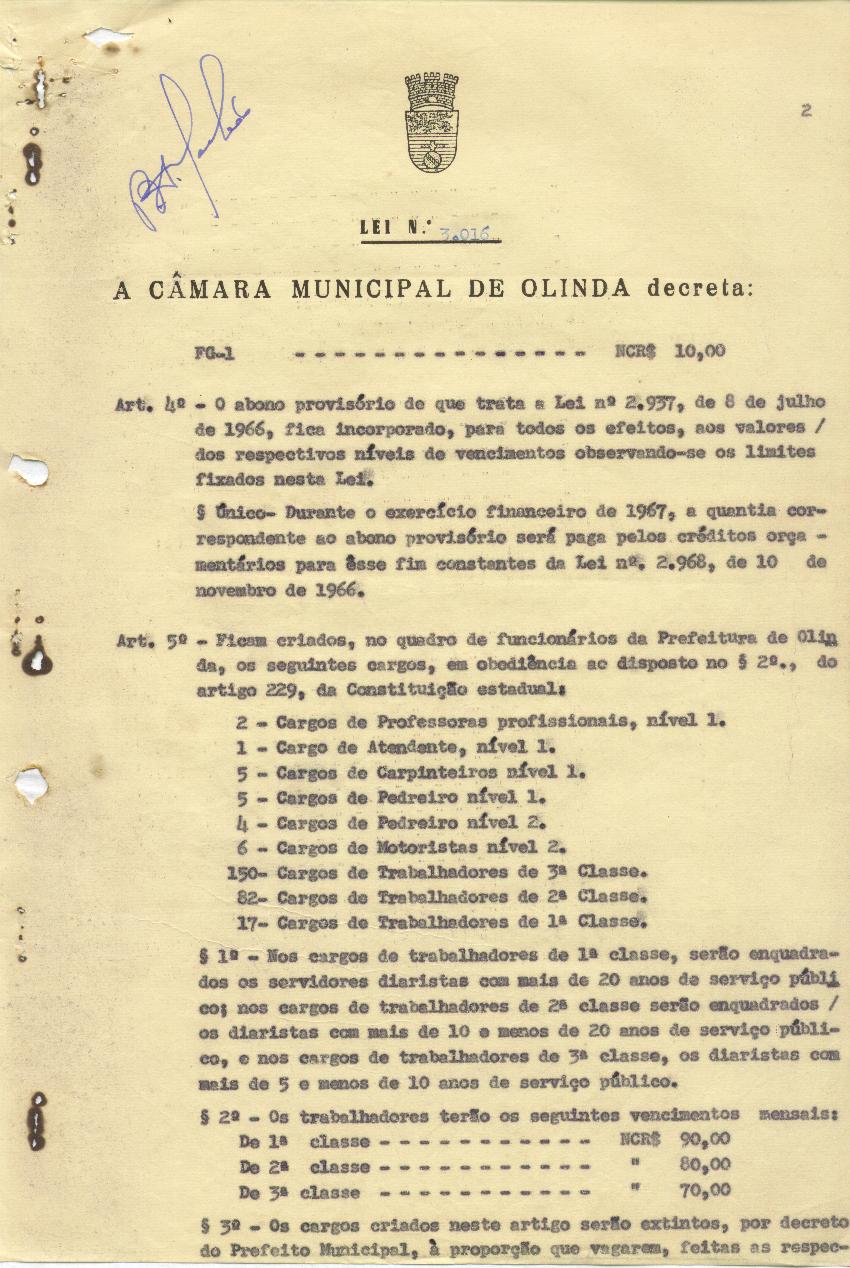 2
LEI N.º 3.016
A CÂMARA MUNICIPAL DE OLINDA decreta:
FG-1 - - - - - - - - - - - - - - - NCR$ 10,00
Art. 4º - O abono provisório de que trata a Lei nº 2.937, de 8 de julho
de 1966, fica incorporado, para todos os efeitos, aos valores /
dos respectivos níveis de vencimentos observando-se os limites
fixados nesta Lei.
§ Único- Durante o exercício financeiro de 1967, a quantia cor-
respondente ao abono provisório será paga pelos créditos orça -
mentários para êsse fim constantes da Lei nº. 2.968, de 10 de
novembro de 1966.
Art. 5º - Ficam criados, no quadro de funcionários da Prefeitura de Olin
da, os seguintes cargos, em obediência ao disposto no § 2º., do
artigo 229, da Constituição estadual:
2 - Cargos de Professoras profissionais, nível 1.
1 - Cargo de Atendente, nível 1.
5 - Cargos de Carpinteiros nível 1.
5 - Cargos de Pedreiro nível 1.
4 - Cargos de Pedreiro nível 2.
6 - Cargos de Motoristas nível 2.
150- Cargos de Trabalhadores de 3ª Classe.
82- Cargos de Trabalhadores de 2ª Classe.
17- Cargos de Trabalhadores de 1ª Classe.
§ 1º - Nos cargos de trabalhadores de 1ª classe, serão enquadra-
dos os servidores diaristas com mais de 20 anos de serviço públi
co; nos cargos de trabalhadores de 2ª classe serão enquadrados /
os diaristas com mais de 10 e menos de 20 anos de serviço públi-
co, e nos cargos de trabalhadores de 3ª classe, os diaristas com
mais de 5 e menos de 10 anos de serviço público.
§ 2º - Os trabalhadores terão os seguintes vencimentos mensais:
De 1ª classe - - - - - - - - - - - NCR$ 90,00
De 2ª classe - - - - - - - - - - - " 80,00
De 3ª classe - - - - - - - - - - - " 70,00
§ 3º - Os cargos criados neste artigo serão extintos, por decreto
do Prefeito Municipal, à proporção que vagarem, feitas as respec-